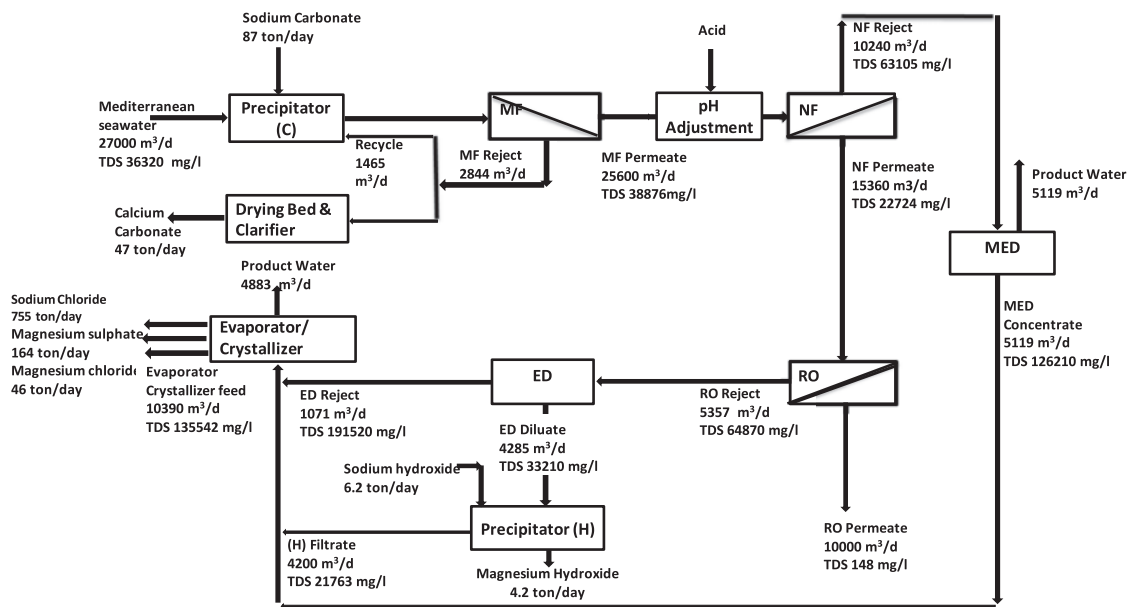 Sodium Carbonate
87 ton/day
Acid
NF Reject
10240 m³/d
TDS 63105 mg/l
Mediterranean
seawater
27000 m³/d
TDS 36320 mg/l
Precipitator
(C)
MF
pH
Adjustment
NF
Recycle
1465
m³/d
MF Reject
2844 m³/d
MF Permeate
25600 m³/d
TDS 38876mg/l
NF Permeate
15360 m3/d
TDS 22724 mg/l
Product Water
5119 m³/d
Calcium
Carbonate
47 ton/day
Drying Bed &
Clarifier
MED
Product Water
4883 m³/d
Sodium Chloride
755 ton/day
Magnesium sulphate
164 ton/day
Magnesium chloride
46 ton/day
Evaporator/
Crystallizer
Evaporator
Crystallizer feed
10390 m³/d
TDS 135542 mg/l
ED Reject
1071 m³/d
TDS 191520 mg/l
ED
RO Reject
5357 m³/d
TDS 64870 mg/l
RO
MED
Concentrate
5119 m³/d
TDS 126210 mg/l
ED Diluate
4285 m³/d
TDS 33210 mg/l
Sodium hydroxide
6.2 ton/day
Precipitator (H)
(H) Filtrate
4200 m³/d
TDS 21763 mg/l
Magnesium Hydroxide
4.2 ton/day
RO Permeate
10000 m³/d
TDS 148 mg/l